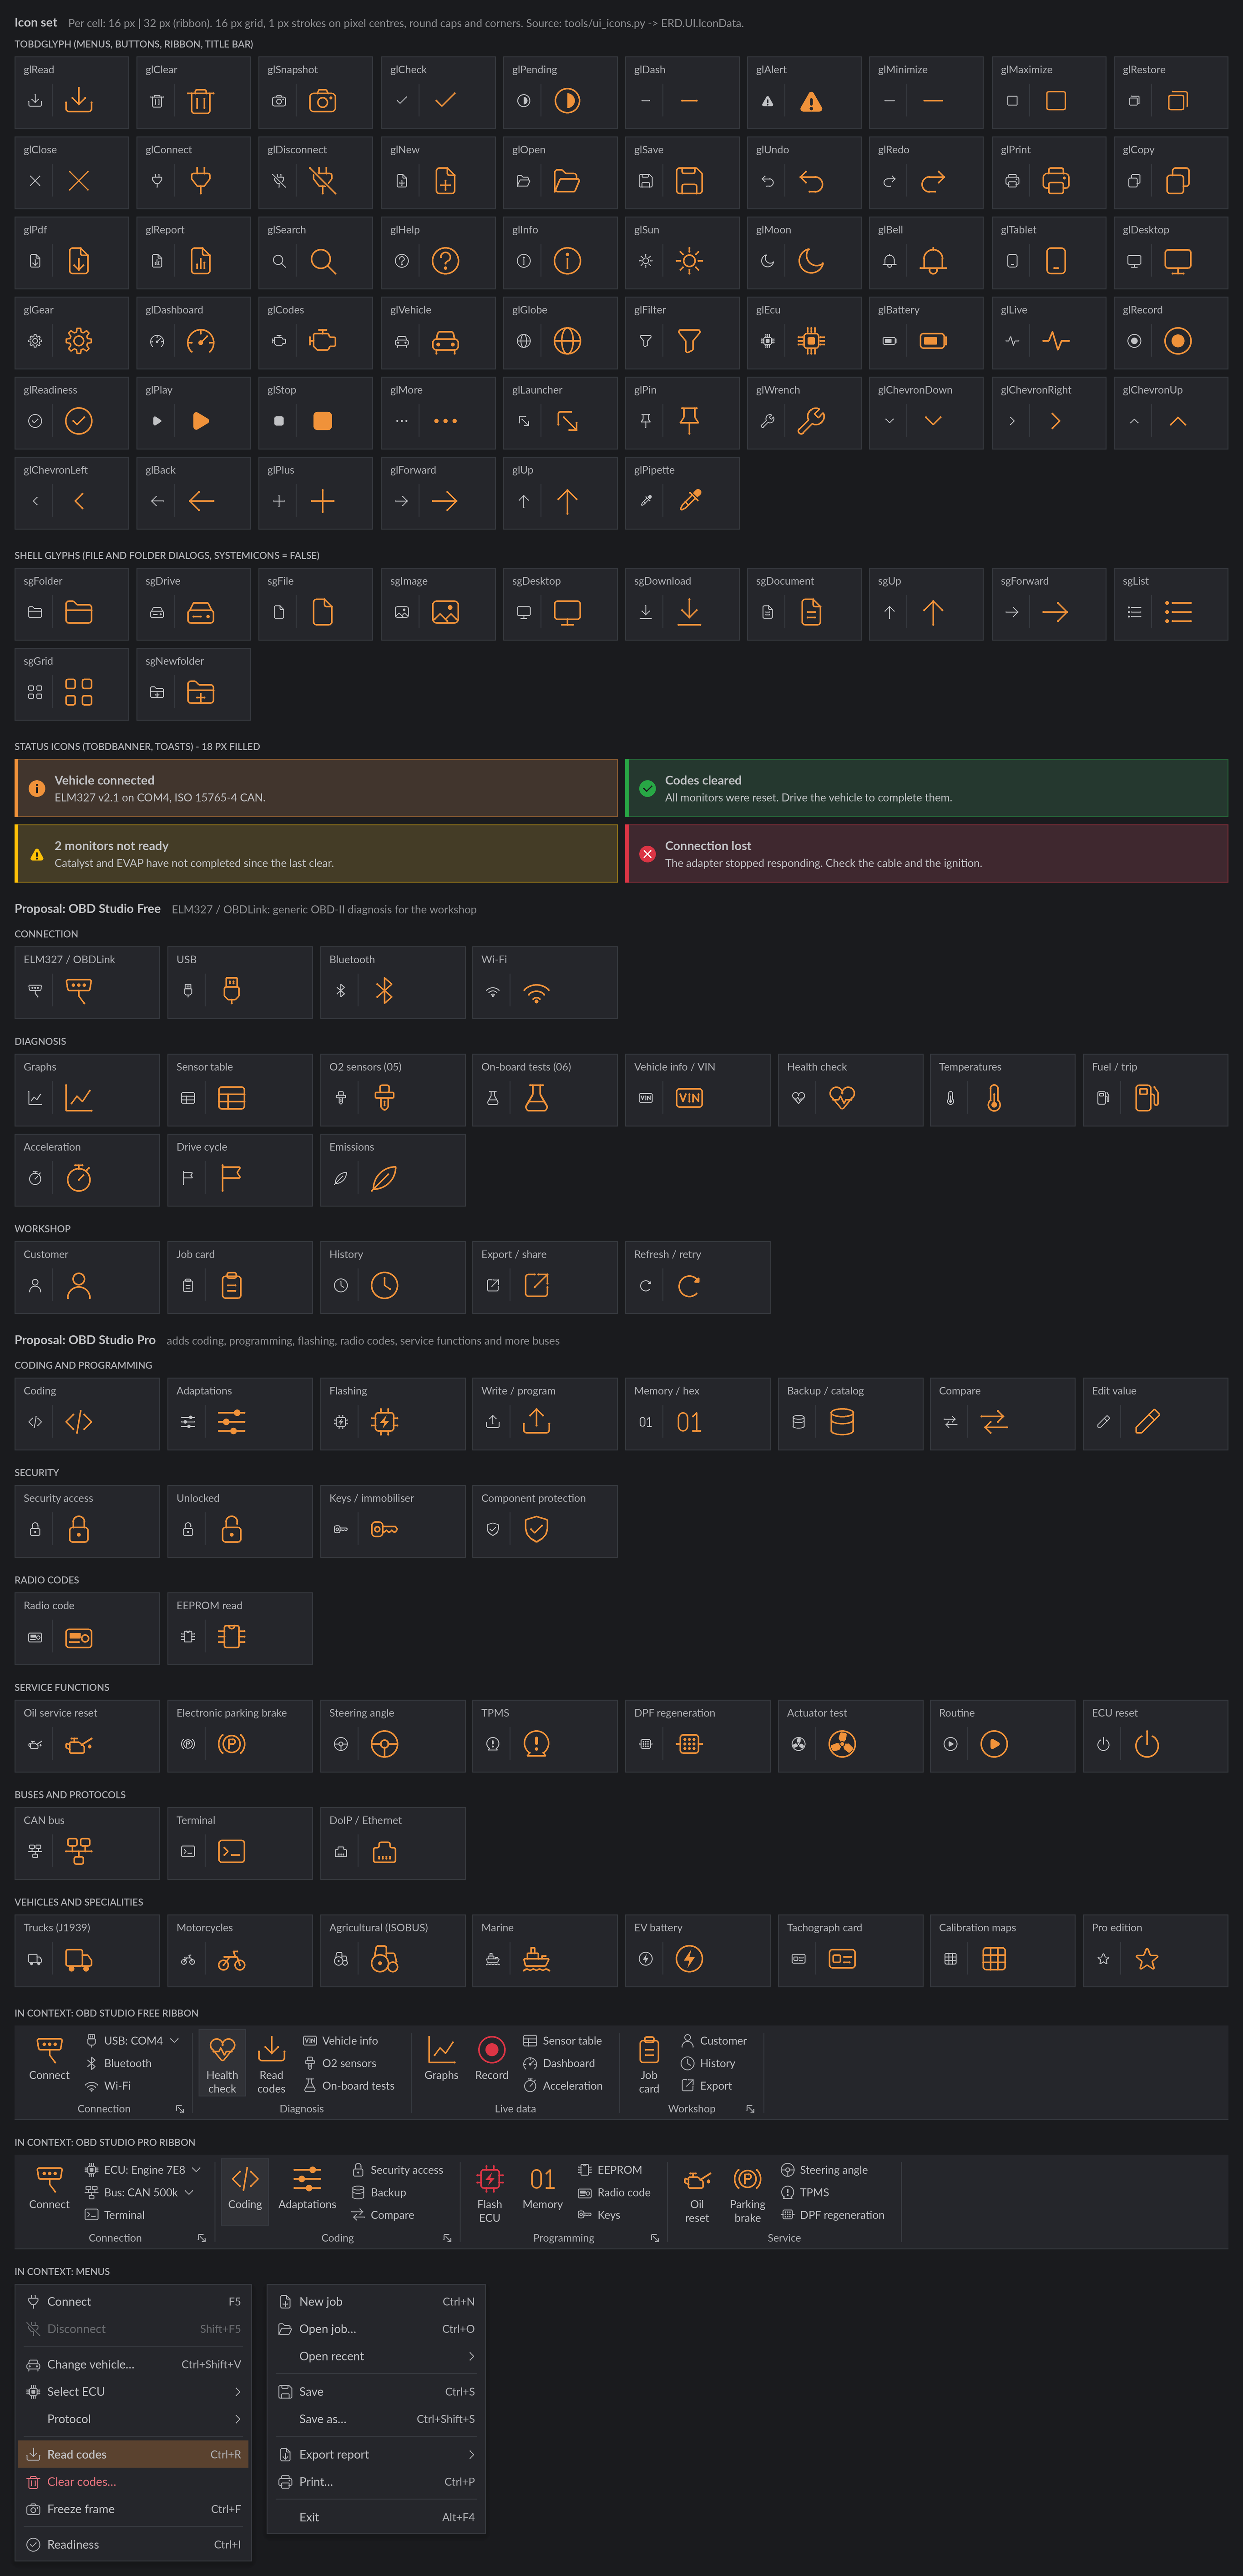 Icon set Per cell: 16 px | 32 px (ribbon). 16 px grid, 1 px strokes on pixel centres, round caps and corners. Source: tools/ui_icons.py -> ERD.UI.IconData.
TOBDGLYPH (MENUS, BUTTONS, RIBBON, TITLE BAR)
glRead glClear glSnapshot glCheck glPending glDash glAlert glMinimize glMaximize glRestore
glClose glConnect glDisconnect glNew glOpen glSave glUndo glRedo glPrint glCopy
glPdf glReport glSearch glHelp glInfo glSun glMoon glBell glTablet glDesktop
glGear glDashboard glCodes glVehicle glGlobe glFilter glEcu glBattery glLive glRecord
glReadiness glPlay glStop glMore glLauncher glPin glWrench glChevronDown glChevronRight glChevronUp
glChevronLeft glBack glPlus glForward glUp glPipette
SHELL GLYPHS (FILE AND FOLDER DIALOGS, SYSTEMICONS = FALSE)
sgFolder sgDrive sgFile sgImage sgDesktop sgDownload sgDocument sgUp sgForward sgList
sgGrid sgNewfolder
STATUS ICONS (TOBDBANNER, TOASTS) - 18 PX FILLED
Vehicle connected
ELM327 v2.1 on COM4, ISO 15765-4 CAN.
Codes cleared
All monitors were reset. Drive the vehicle to complete them.
2 monitors not ready
Catalyst and EVAP have not completed since the last clear.
Connection lost
The adapter stopped responding. Check the cable and the ignition.
Proposal: OBD Studio Free ELM327 / OBDLink: generic OBD-II diagnosis for the workshop
CONNECTION
ELM327 / OBDLink USB Bluetooth Wi-Fi
DIAGNOSIS
Graphs Sensor table O2 sensors (05) On-board tests (06) Vehicle info / VIN Health check Temperatures Fuel / trip
VIN VIN
Acceleration Drive cycle Emissions
WORKSHOP
Customer Job card History Export / share Refresh / retry
Proposal: OBD Studio Pro adds coding, programming, flashing, radio codes, service functions and more buses
CODING AND PROGRAMMING
Coding Adaptations Flashing Write / program Memory / hex Backup / catalog Compare Edit value
01 01
SECURITY
Security access Unlocked Keys / immobiliser Component protection
RADIO CODES
Radio code EEPROM read
SERVICE FUNCTIONS
Oil service reset Electronic parking brake Steering angle TPMS DPF regeneration Actuator test Routine ECU reset
P P
BUSES AND PROTOCOLS
CAN bus Terminal DoIP / Ethernet
VEHICLES AND SPECIALITIES
Trucks (J1939) Motorcycles Agricultural (ISOBUS) Marine EV battery Tachograph card Calibration maps Pro edition
IN CONTEXT: OBD STUDIO FREE RIBBON
Connect
USB: COM4
Bluetooth
Wi-Fi
Connection
Health
check
Read
codes
VIN Vehicle info
O2 sensors
On-board tests
Diagnosis
Graphs
Record
Sensor table
Dashboard
Acceleration
Live data
Job
card
Customer
History
Export
Workshop
IN CONTEXT: OBD STUDIO PRO RIBBON
Connect
ECU: Engine 7E8
Bus: CAN 500k
Terminal
Connection
Coding
Adaptations
Security access
Backup
Compare
Coding
Flash
ECU
01
Memory
EEPROM
Radio code
Keys
Programming
Oil
reset
P
Parking
brake
Steering angle
TPMS
DPF regeneration
Service
IN CONTEXT: MENUS
Connect F5
Disconnect Shift+F5
Change vehicle... Ctrl+Shift+V
Select ECU
Protocol
Read codes Ctrl+R
Clear codes...
Freeze frame Ctrl+F
Readiness Ctrl+I
New job Ctrl+N
Open job... Ctrl+O
Open recent
Save Ctrl+S
Save as... Ctrl+Shift+S
Export report
Print... Ctrl+P
Exit Alt+F4